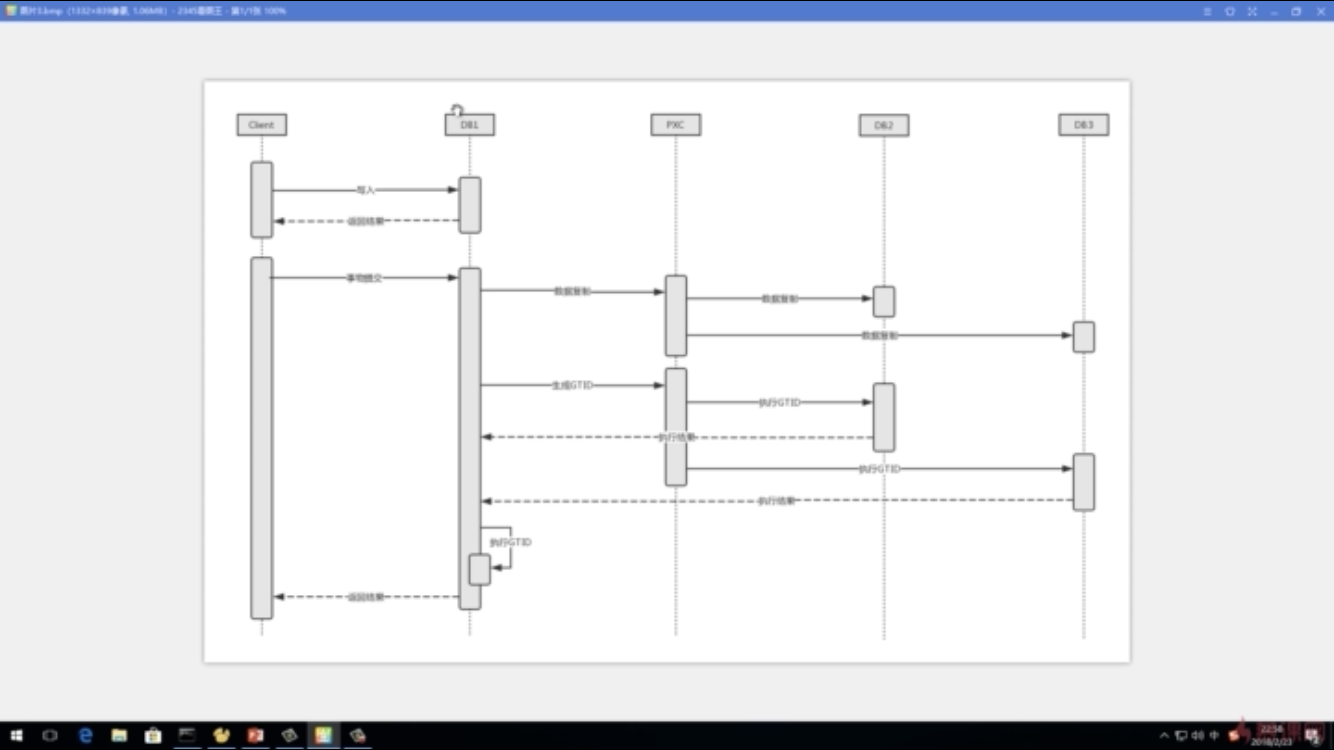 图片3.bmp (1332×839像素, 1.06MB) - 2345看图王 - 第1/1张 100%
Client
DB1
PXC
DB2
DB3
写入
返回结果
事物提交
数据复制
数据复制
数据复制
生成GTID
执行GTID
执行结果
执行GTID
执行结果
执行GTID
返回结果
中
22:58
2018/2/23